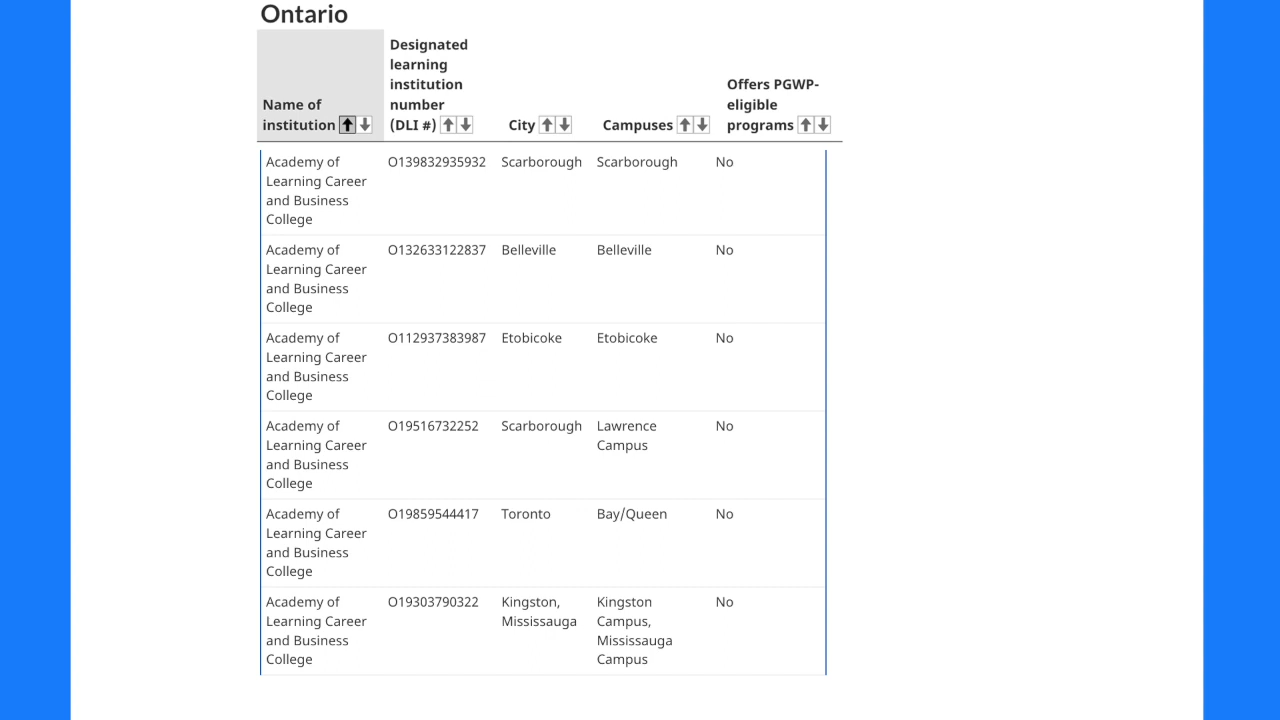 Ontario
Designated
learning
institution
number
(DLI #)
Name of
institution
City
Campuses
Offers PGWP-
eligible
programs
Academy of
Learning Career
and Business
College
O139832935932
Scarborough
Scarborough
No
Academy of
Learning Career
and Business
College
O132633122837
Belleville
Belleville
No
Academy of
Learning Career
and Business
College
O112937383987
Etobicoke
Etobicoke
No
Academy of
Learning Career
and Business
College
O19516732252
Scarborough
Lawrence
Campus
No
Academy of
Learning Career
and Business
College
O19859544417
Toronto
Bay/Queen
No
Academy of
Learning Career
and Business
College
O19303790322
Kingston,
Mississauga
Kingston
Campus,
Mississauga
Campus
No